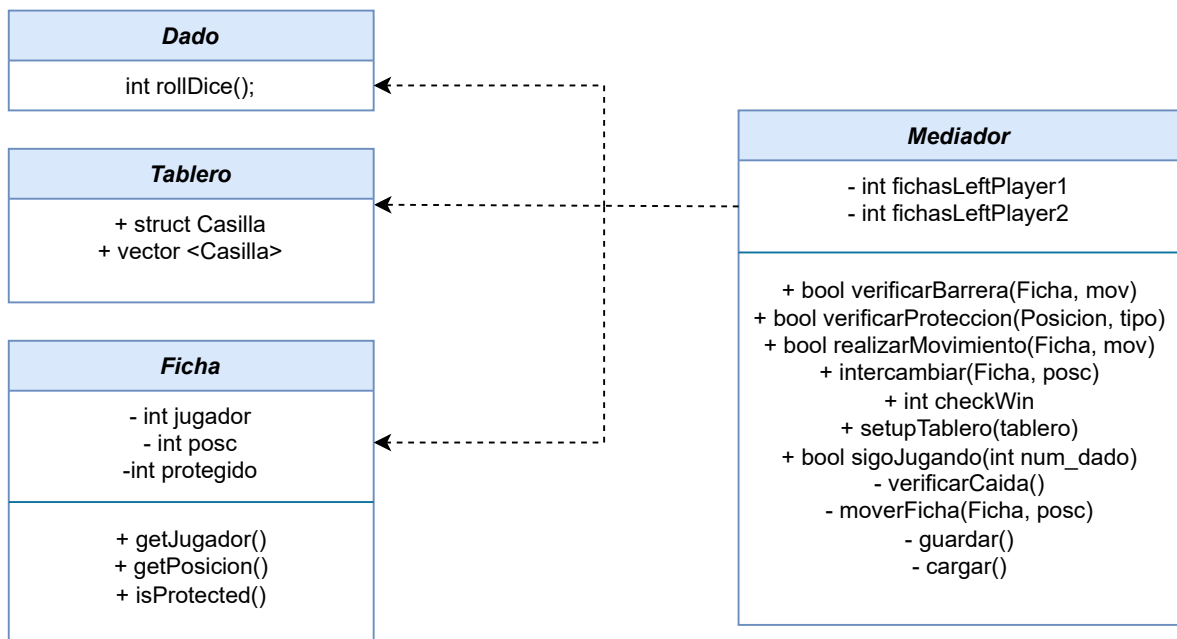 Dado
int rollDice();
Tablero
+ struct Casilla
+ vector <Casilla>
Ficha
- int jugador
- int posc
-int protegido
+ getJugador()
+ getPosicion()
+ isProtected()
Mediador
- int fichasLeftPlayer1
- int fichasLeftPlayer2
+ bool verificarBarrera(Ficha, mov)
+ bool verificarProteccion(Posicion, tipo)
+ bool realizarMovimiento(Ficha, mov)
+ intercambiar(Ficha, posc)
+ int checkWin
+ setupTablero(tablero)
+ bool sigoJugando(int num_dado)
- verificarCaida()
- moverFicha(Ficha, posc)
- guardar()
- cargar()